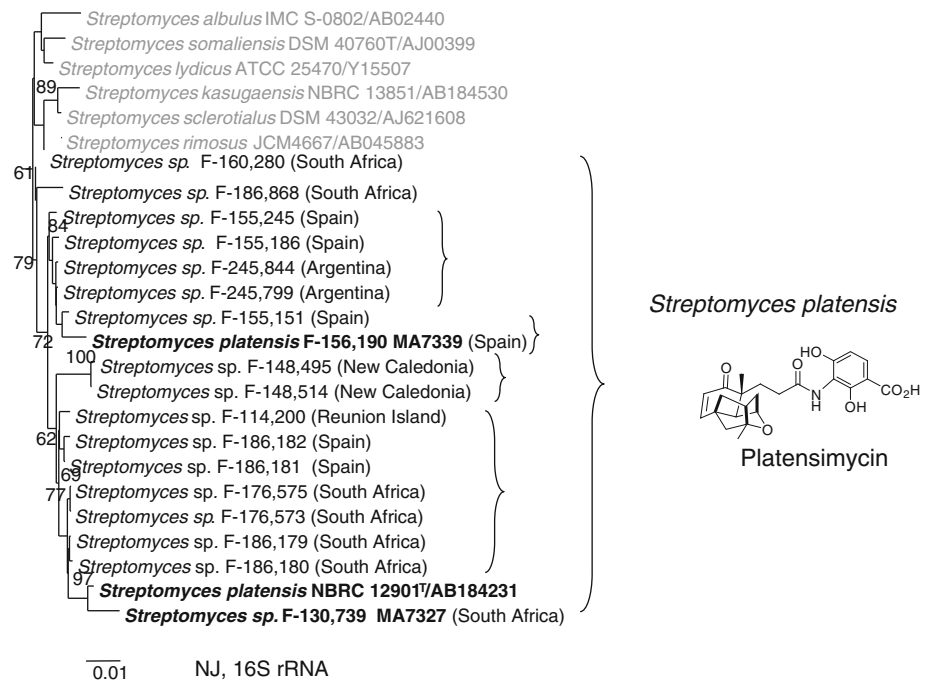 Streptomyces albulus IMC S-0802/AB02440
Streptomyces somaliensis DSM 40760T/AJ00399
Streptomyces lydicus ATCC 25470/Y15507
89
Streptomyces kasugaensis NBRC 13851/AB184530
Streptomyces sclerotialus DSM 43032/AJ621608
Streptomyces rimosus JCM4667/AB045883
Streptomyces sp. F-160,280 (South Africa)
61
Streptomyces sp. F-186,868 (South Africa)
Streptomyces sp. F-155,245 (Spain)
84
Streptomyces sp. F-155,186 (Spain)
79
Streptomyces sp. F-245,844 (Argentina)
Streptomyces sp. F-245,799 (Argentina)
Streptomyces sp. F-155,151 (Spain)
72
Streptomyces platensis F-156,190 MA7339 (Spain)
100
Streptomyces sp. F-148,495 (New Caledonia)
Streptomyces sp. F-148,514 (New Caledonia)
Streptomyces sp. F-114,200 (Reunion Island)
62
Streptomyces sp. F-186,182 (Spain)
Streptomyces sp. F-186,181 (Spain)
69
77
Streptomyces sp. F-176,575 (South Africa)
Streptomyces sp. F-176,573 (South Africa)
Streptomyces sp. F-186,179 (South Africa)
Streptomyces sp. F-186,180 (South Africa)
97
Streptomyces platensis NBRC 12901T/AB184231
Streptomyces sp. F-130,739 MA7327 (South Africa)
0.01
NJ, 16S rRNA
Streptomyces platensis
HO
O
O
N
H
OH
CO2H
O
Platensimycin